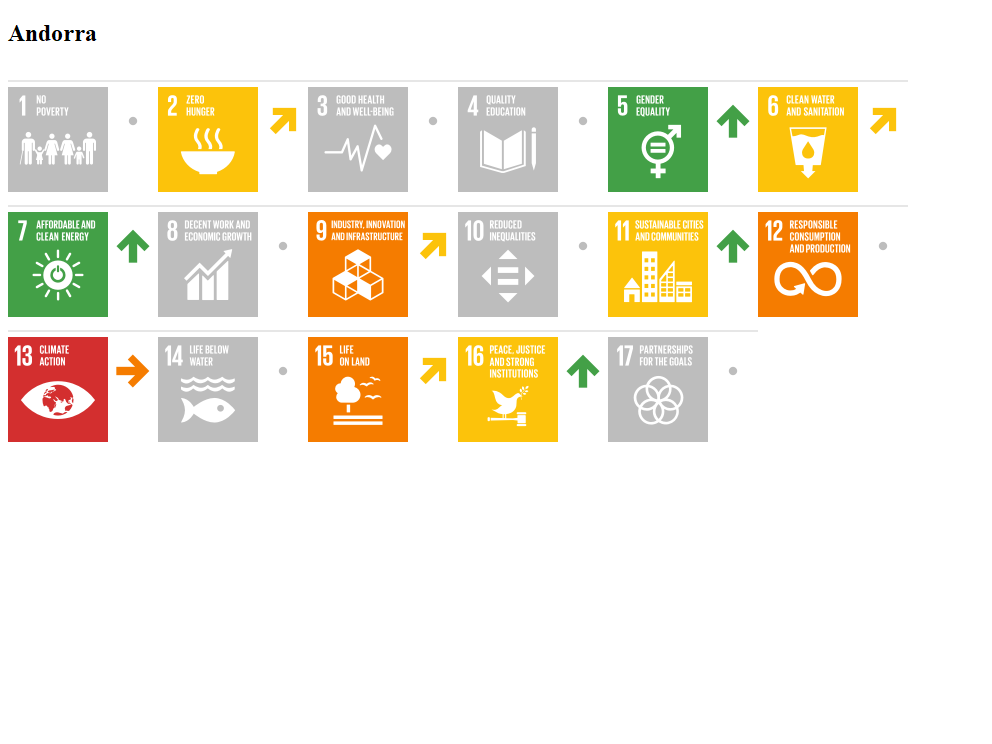 Andorra
1 NO
POVERTY
2 ZERO
HUNGER
3 GOOD HEALTH
AND WELL-BEING
4 QUALITY
EDUCATION
5 GENDER
EQUALITY
6 CLEAN WATER
AND SANITATION
7 AFFORDABLE AND
CLEAN ENERGY
8 DECENT WORK AND
ECONOMIC GROWTH
9 INDUSTRY, INNOVATION
AND INFRASTRUCTURE
10 REDUCED
INEQUALITIES
11 SUSTAINABLE CITIES
AND COMMUNITIES
12 RESPONSIBLE
CONSUMPTION
AND PRODUCTION
13 CLIMATE
ACTION
14 LIFE BELOW
WATER
15 LIFE
ON LAND
16 PEACE, JUSTICE
AND STRONG
INSTITUTIONS
17 PARTNERSHIPS
FOR THE GOALS